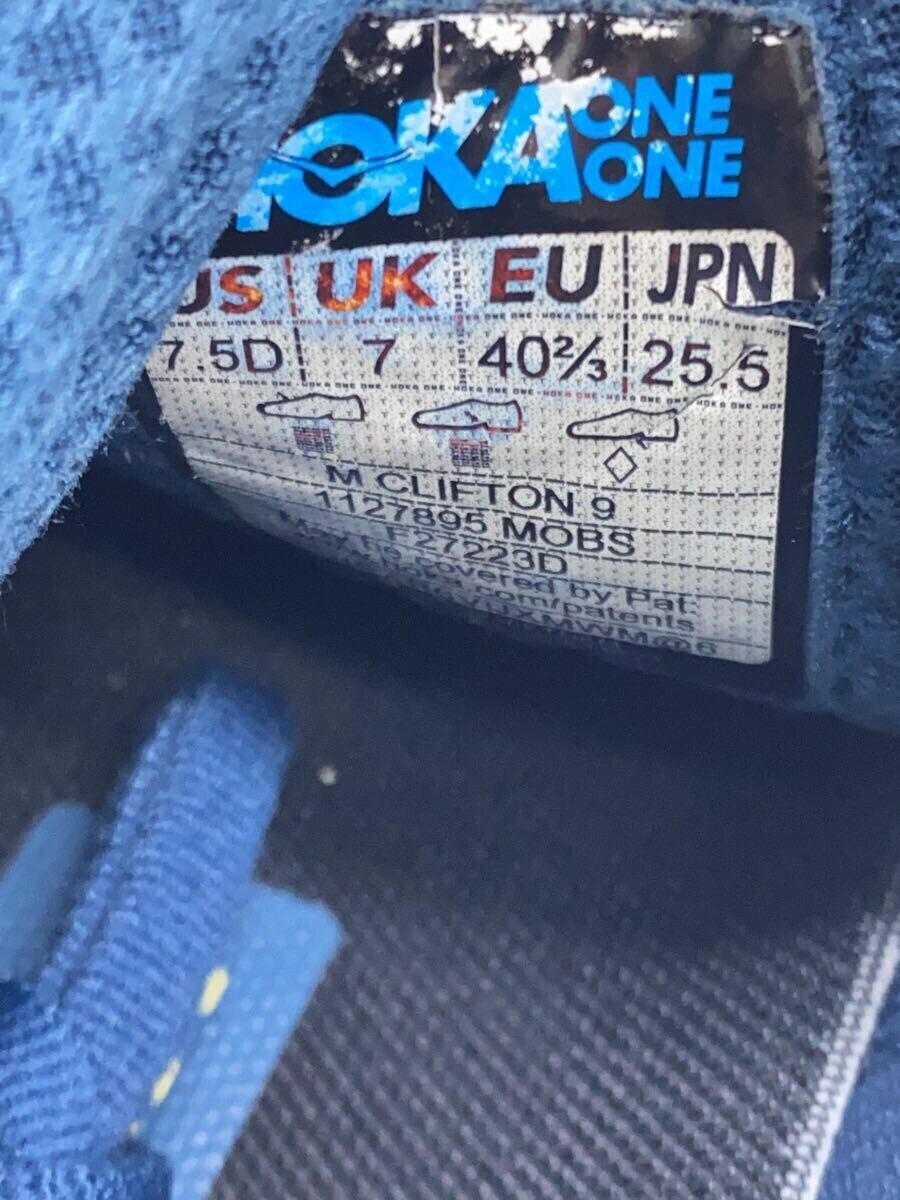 HOKA ONE ONE
US UK EU JPN
7.5D 7 40⅔ 25.5
M CLIFTON 9
1127895 MOBS
F27223D
covered by Pat:
.com/patents